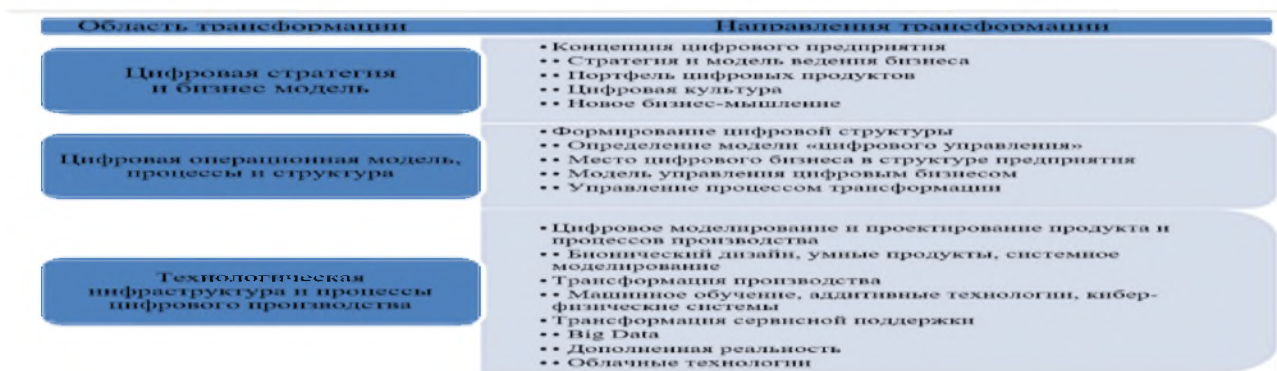 Область трансформации
Направления трансформации
Цифровая стратегия
и бизнес модель
• Концепция цифрового предприятия
• • Стратегия и модель ведения бизнеса
• • Портфель цифровых продуктов
• • Цифровая культура
• • Новое бизнес-мышление
Цифровая операционная модель,
процессы и структура
• Формирование цифровой структуры
• • Определение модели «цифрового управления»
• • Место цифрового бизнеса в структуре предприятия
• • Модель управления цифровым бизнесом
• • Управление процессом трансформации
Технологическая
инфраструктура и процессы
цифрового производства
• Цифровое моделирование и проектирование продукта и
процессов производства
• • Бионический дизайн, умные продукты, системное
моделирование
• Трансформация производства
• • Машинное обучение, аддитивные технологии, кибер-
физические системы
• Трансформация сервисной поддержки
• • Big Data
• • Дополненная реальность
• • Облачные технологии